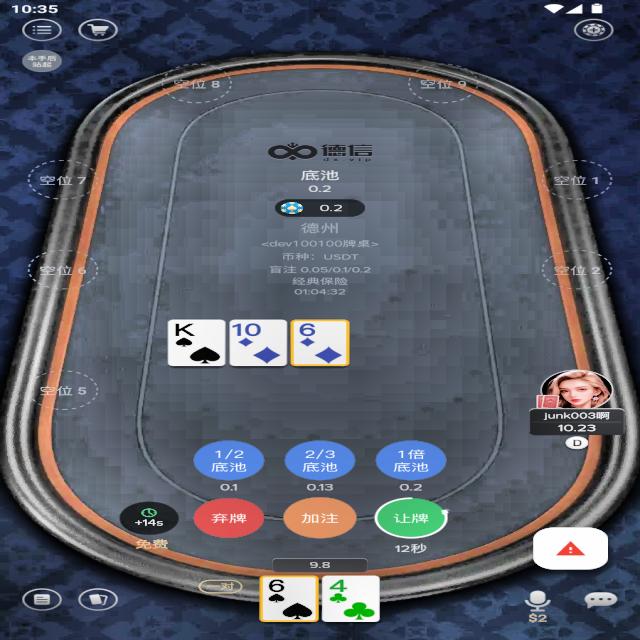 10:35
本手后
站起
空位 8
空位 9
德信
dx.vip
底池
0.2
0.2
空位 7
空位 1
德州
<dev100100牌桌>
币种：USDT
盲注 0.05/0.1/0.2
经典保险
01:04:32
空位 6
空位 2
K
10
6
空位 5
junk003啊
10.23
D
1/2
底池
2/3
底池
1倍
底池
0.1
0.13
0.2
+14s
免费
弃牌
加注
让牌
12秒
9.8
一对
6
4
$2